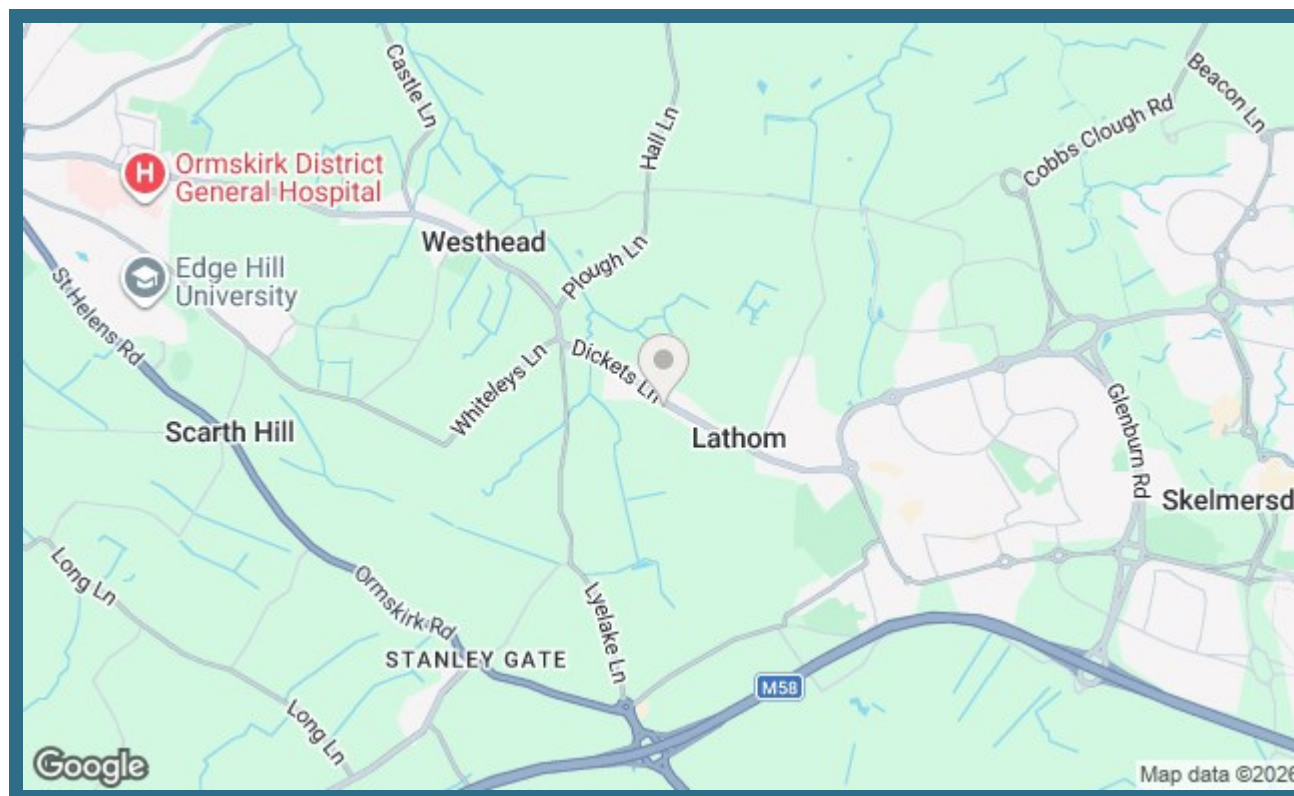 Castle Ln
Hall Ln
Beacon Ln
Cobbs Clough Rd
H
Ormskirk District
General Hospital
Westhead
Edge Hill
University
Plough Ln
St Helens Rd
Dickets Ln
Whiteleys Ln
Scarth Hill
Lathom
Glenburn Rd
Skelmersd
Long Ln
Ormskirk Rd
Lyelake Ln
STANLEY GATE
M58
Long Ln
Google
Map data ©2026